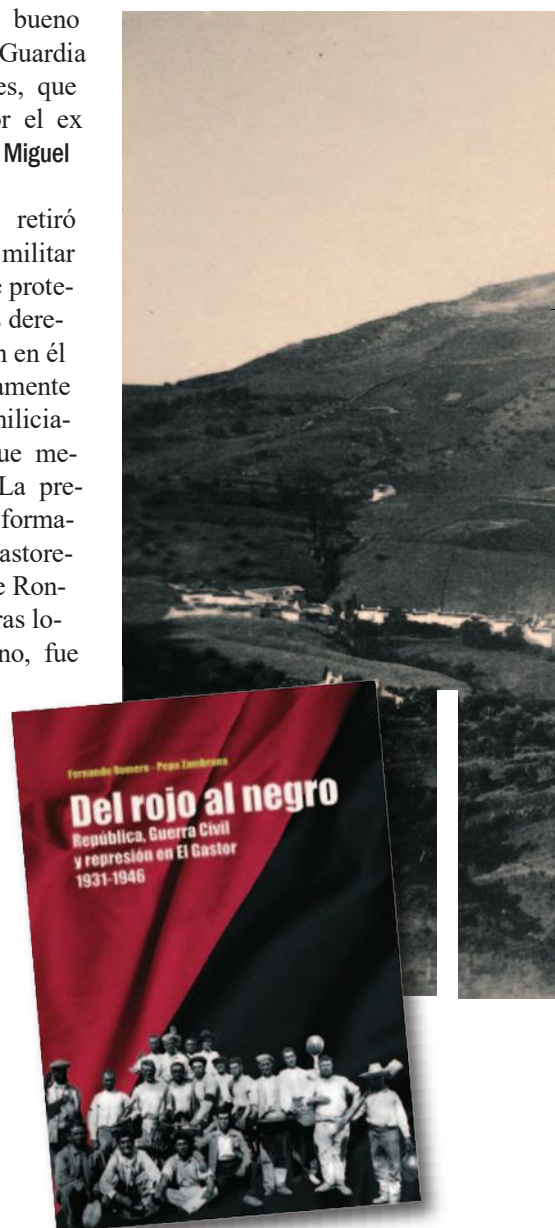 bueno
Guardia
es, que
or el ex
Miguel
retiró
militar
e prote-
dere-
n en él
amente
nilicia-
ue me-
La pre-
forma-
astore-
e Ron-
ras lo-
no, fue
Fernando Romero - Pepa Zambrana
Del rojo al negro
República, Guerra Civil
y represión en El Gastor
1931-1946